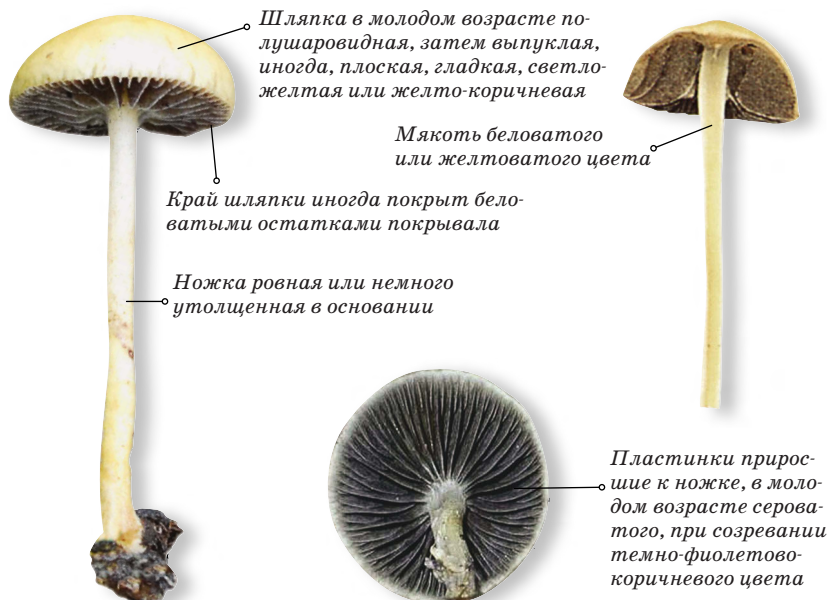 Шляпка в молодом возрасте по-
лушаровидная, затем выпуклая,
иногда, плоская, гладкая, светло-
желтая или желто-коричневая
Мякоть беловатого
или желтоватого цвета
Край шляпки иногда покрыт бело-
ватыми остатками покрывала
Ножка ровная или немного
утолщенная в основании
Пластинки прирос-
шие к ножке, в моло-
дом возрасте серова-
того, при созревании
темно-фиолетово-
коричневого цвета